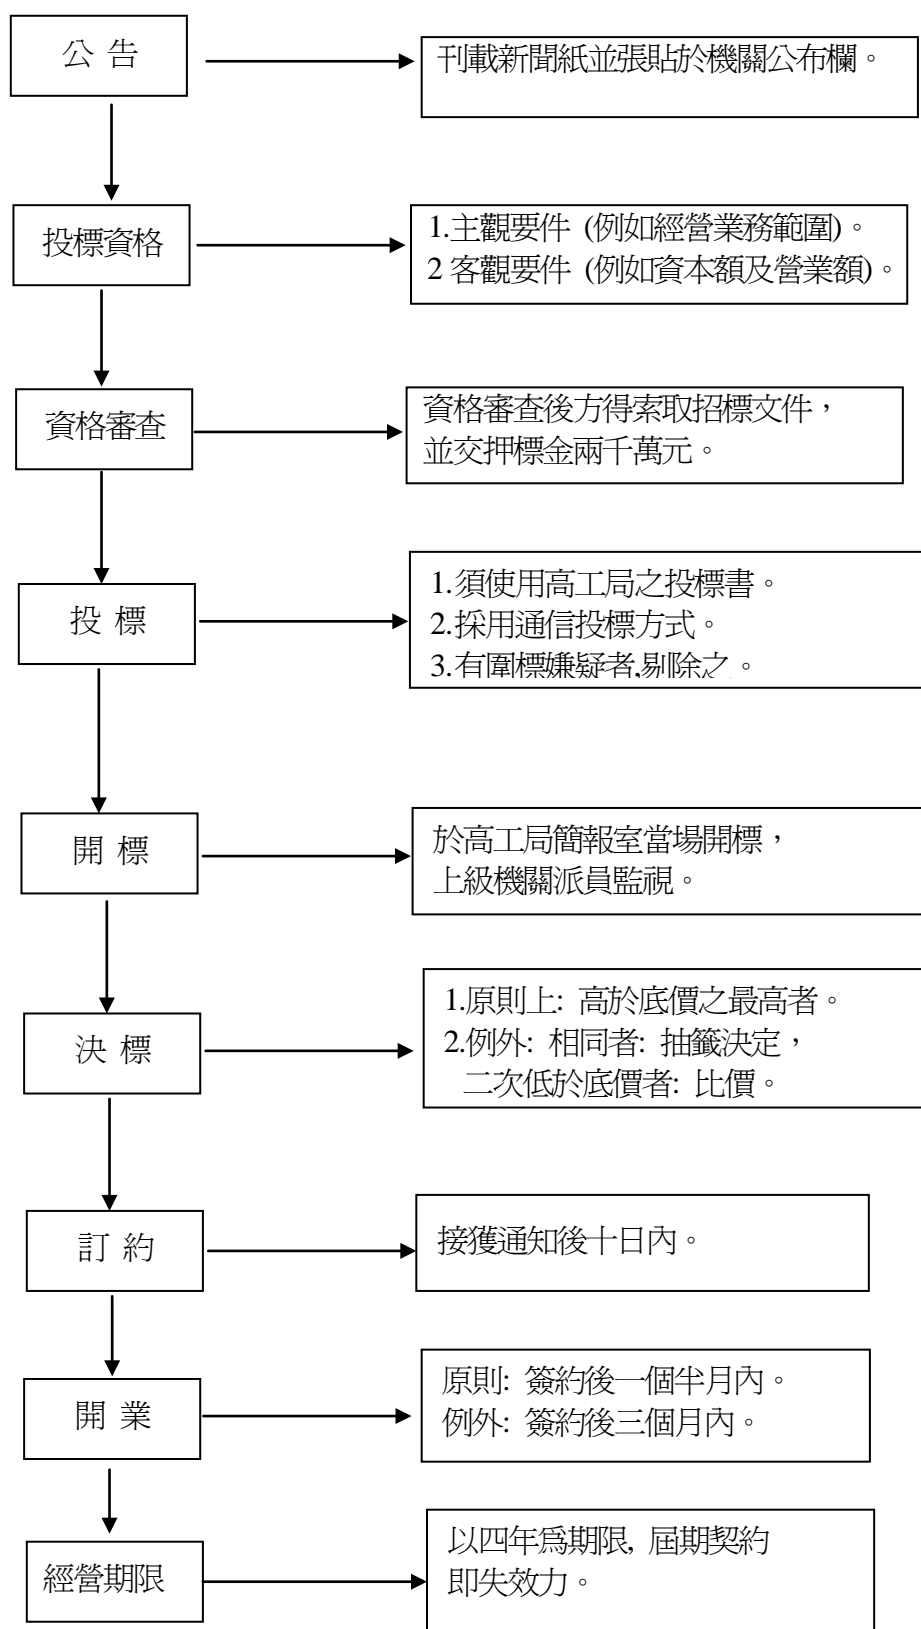 公 告
刊載新聞紙並張貼於機關公布欄。
投標資格
1.主觀要件 (例如經營業務範圍)。
2 客觀要件 (例如資本額及營業額)。
資格審查
資格審查後方得索取招標文件，
並交押標金兩千萬元。
投 標
1.須使用高工局之投標書。
2.採用通信投標方式。
3.有圍標嫌疑者,剔除之。
開 標
於高工局簡報室當場開標，
上級機關派員監視。
決 標
1.原則上: 高於底價之最高者。
2.例外: 相同者: 抽籤決定，
二次低於底價者: 比價。
訂 約
接獲通知後十日內。
開 業
原則: 簽約後一個半月內。
例外: 簽約後三個月內。
經營期限
以四年為期限, 屆期契約
即失效力。